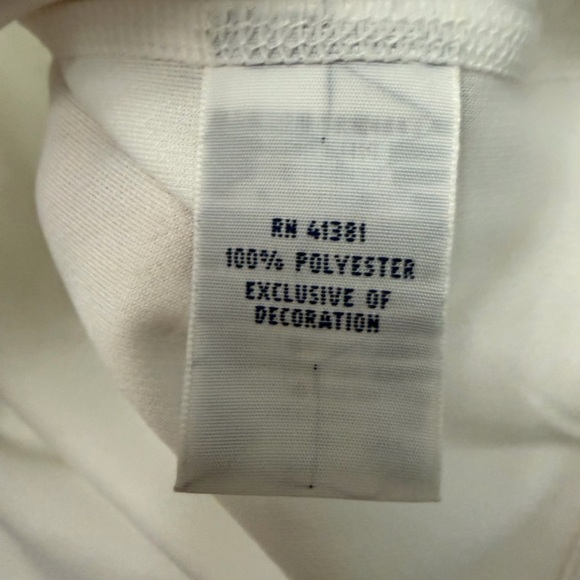 RN 41381
100% POLYESTER
EXCLUSIVE OF
DECORATION